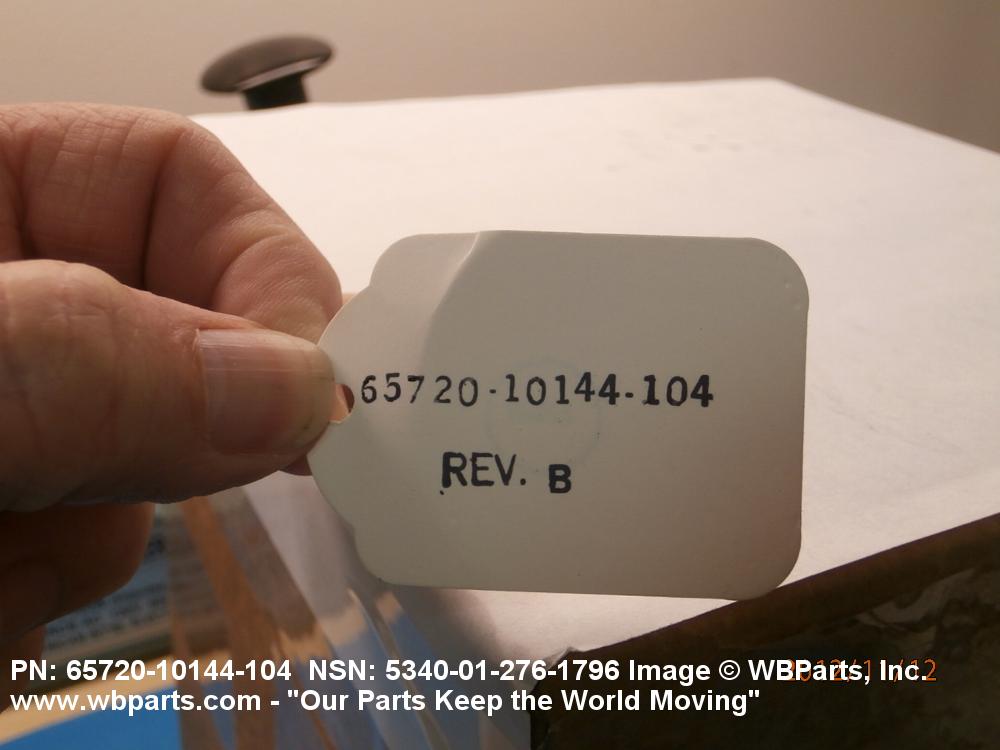 65720-10144-104
REV. B
PN: 65720-10144-104 NSN: 5340-01-276-1796 Image © WBParts, Inc.
www.wbparts.com - "Our Parts Keep the World Moving"